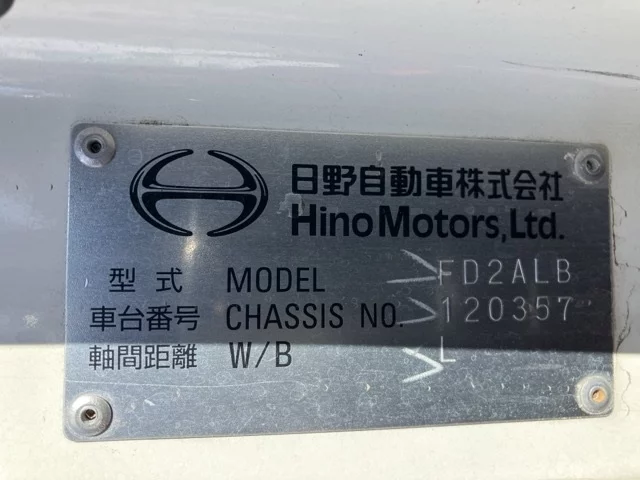 日野自動車株式会社
Hino Motors, Ltd.
型式 MODEL FD2ALB
車台番号 CHASSIS NO. 120357
軸間距離 W/B L